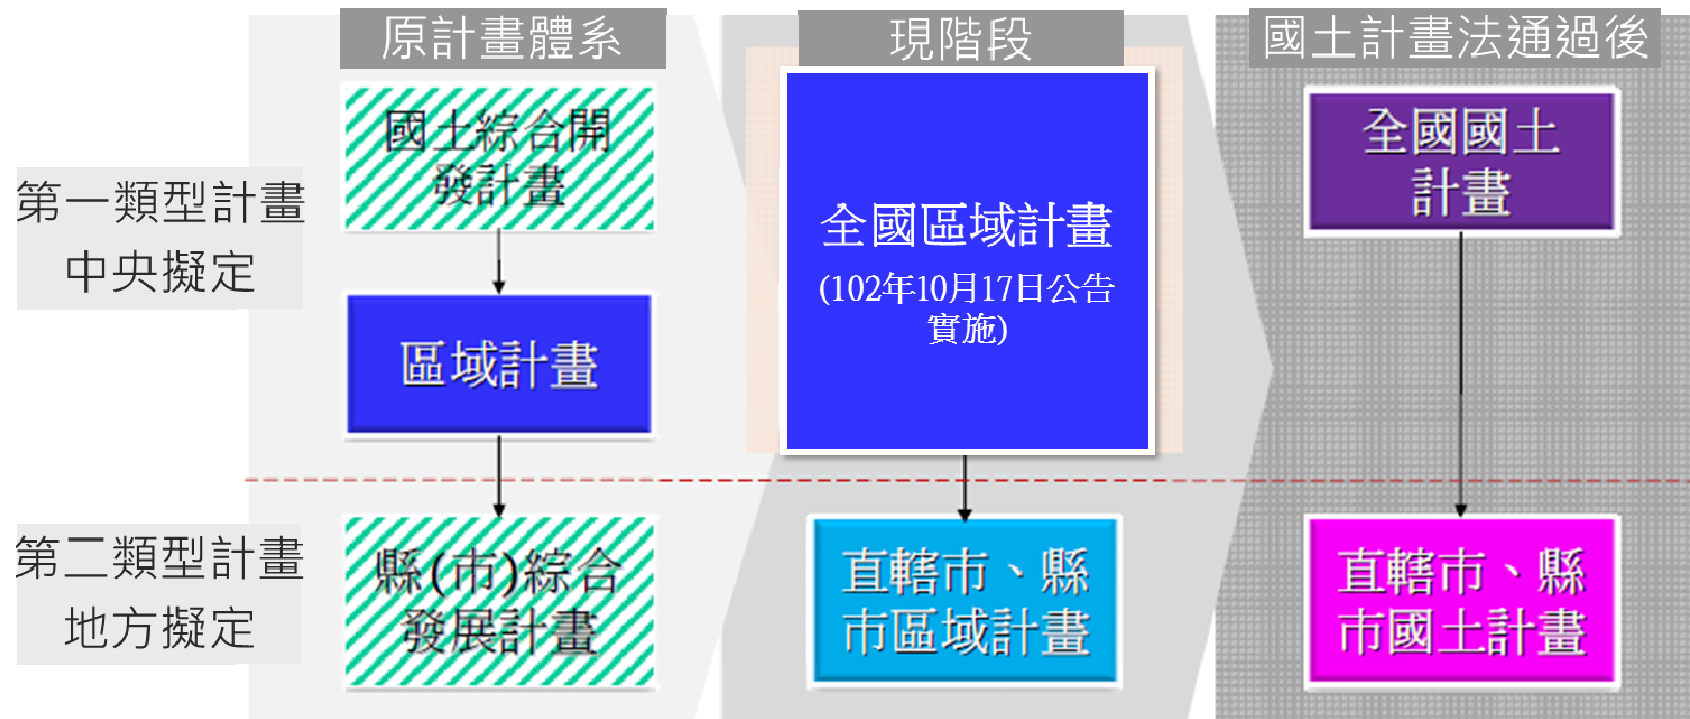 原計畫體系
現階段
國土計畫法通過後
第一類型計畫
中央擬定
國土綜合開
發計畫
區域計畫
全國區域計畫
(102年10月17日公告
實施)
全國國土
計畫
第二類型計畫
地方擬定
縣(市)綜合
發展計畫
直轄市、縣
市區域計畫
直轄市、縣
市國土計畫